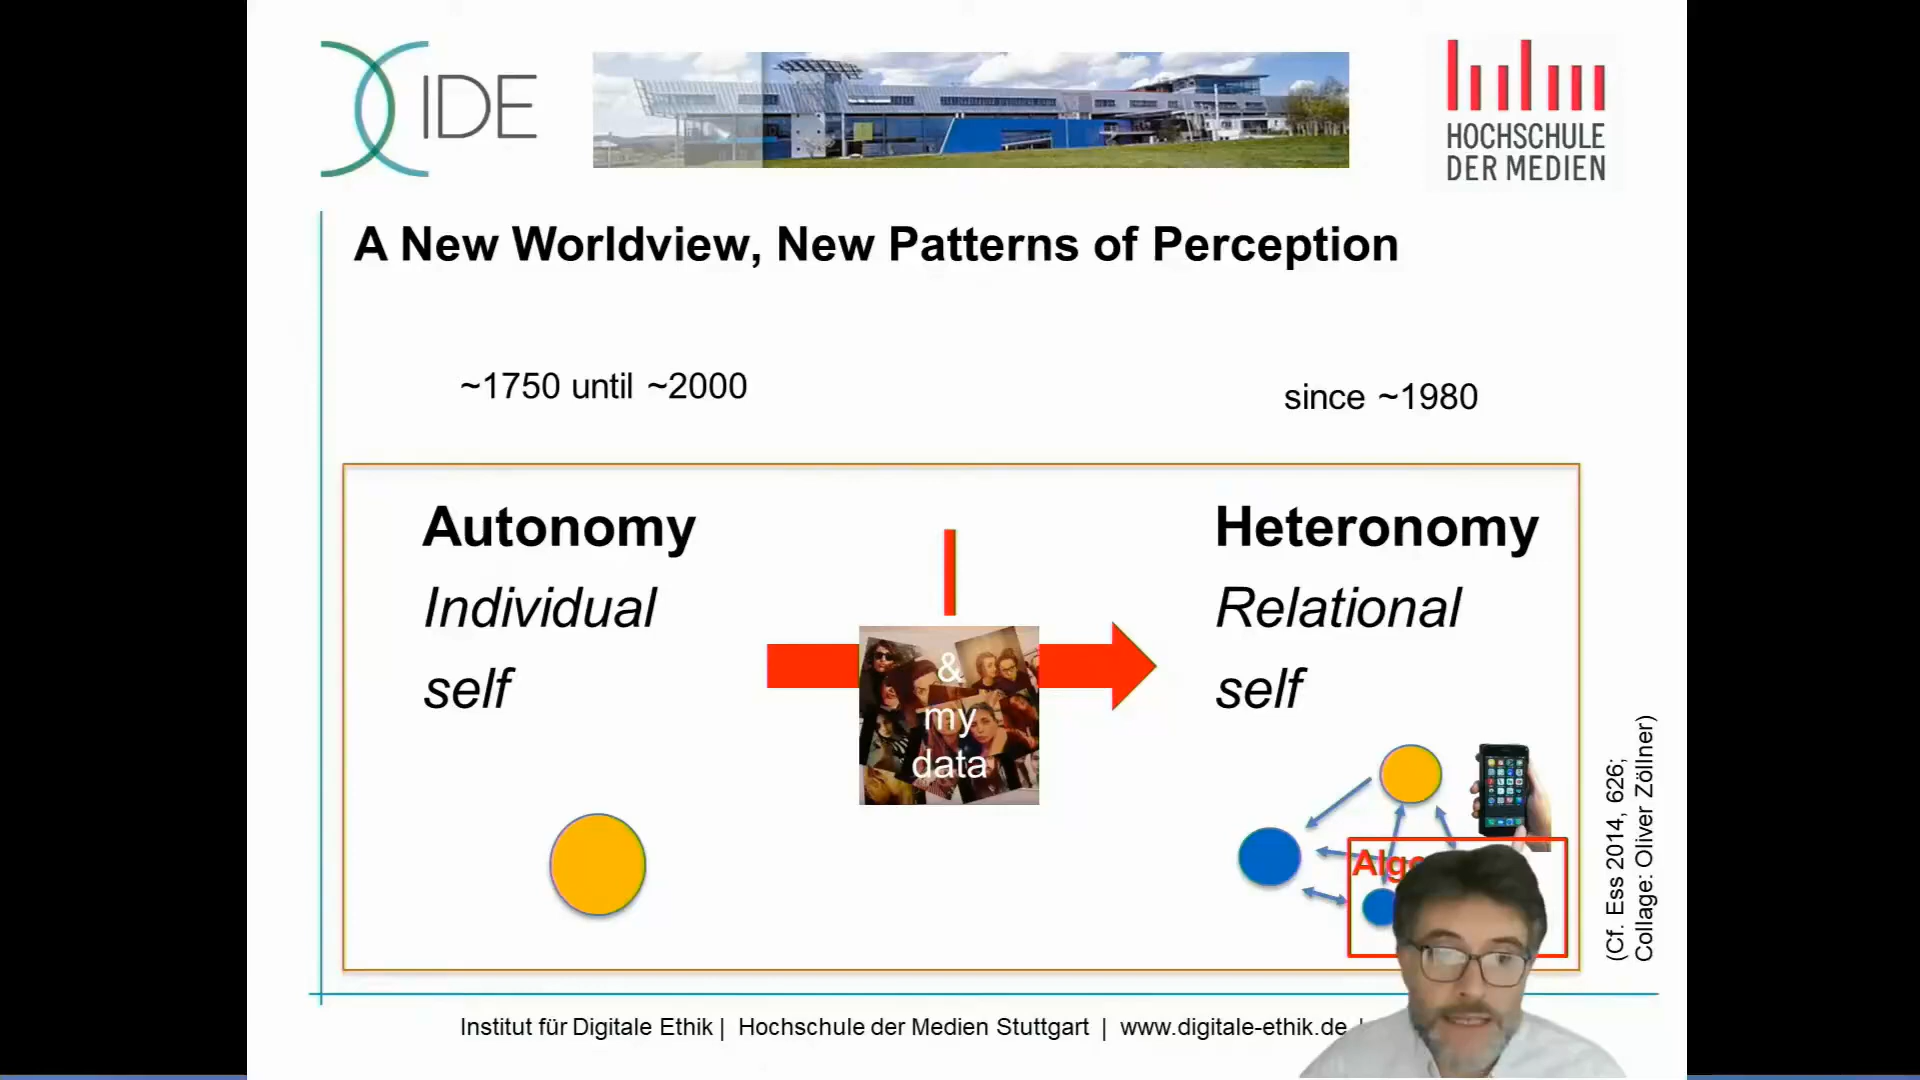 IDE
HOCHSCHULE
DER MEDIEN
A New Worldview, New Patterns of Perception
~1750 until ~2000
since ~1980
Autonomy
Individual
self
&
my
data
Heteronomy
Relational
self
(Cf. Ess 2014, 626;
Collage: Oliver Zöllner)
Institut für Digitale Ethik | Hochschule der Medien Stuttgart | www.digitale-ethik.de